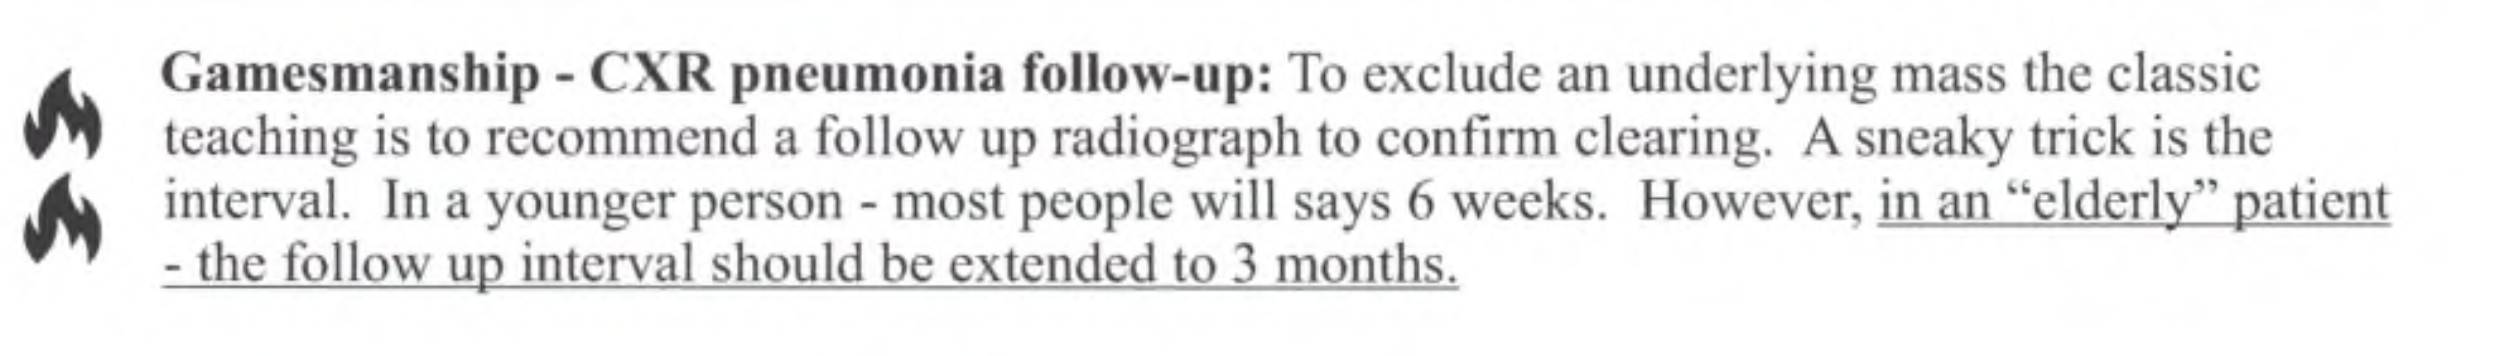 Gamesmanship - CXR pneumonia follow-up: To exclude an underlying mass the classic
teaching is to recommend a follow up radiograph to confirm clearing. A sneaky trick is the
interval. In a younger person - most people will says 6 weeks. However, in an “elderly” patient
- the follow up interval should be extended to 3 months.